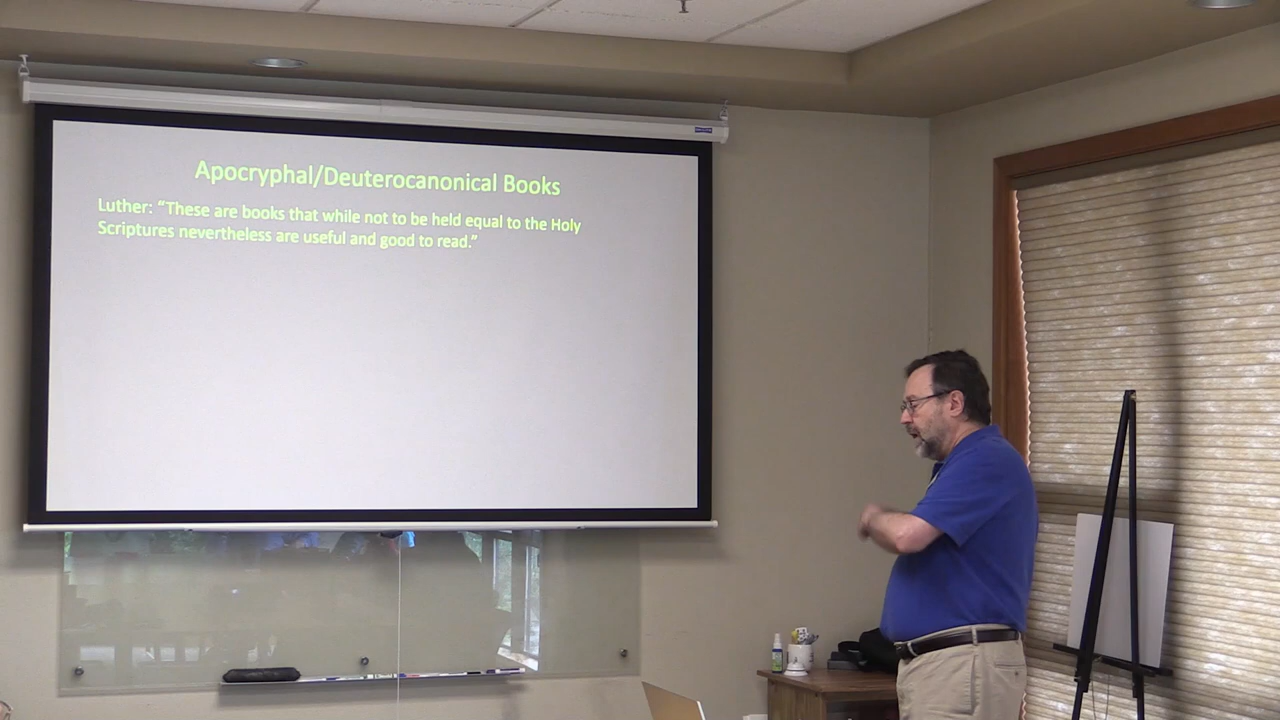 Apocryphal/Deuterocanonical Books
Luther: “These are books that while not to be held equal to the Holy
Scriptures nevertheless are useful and good to read.”